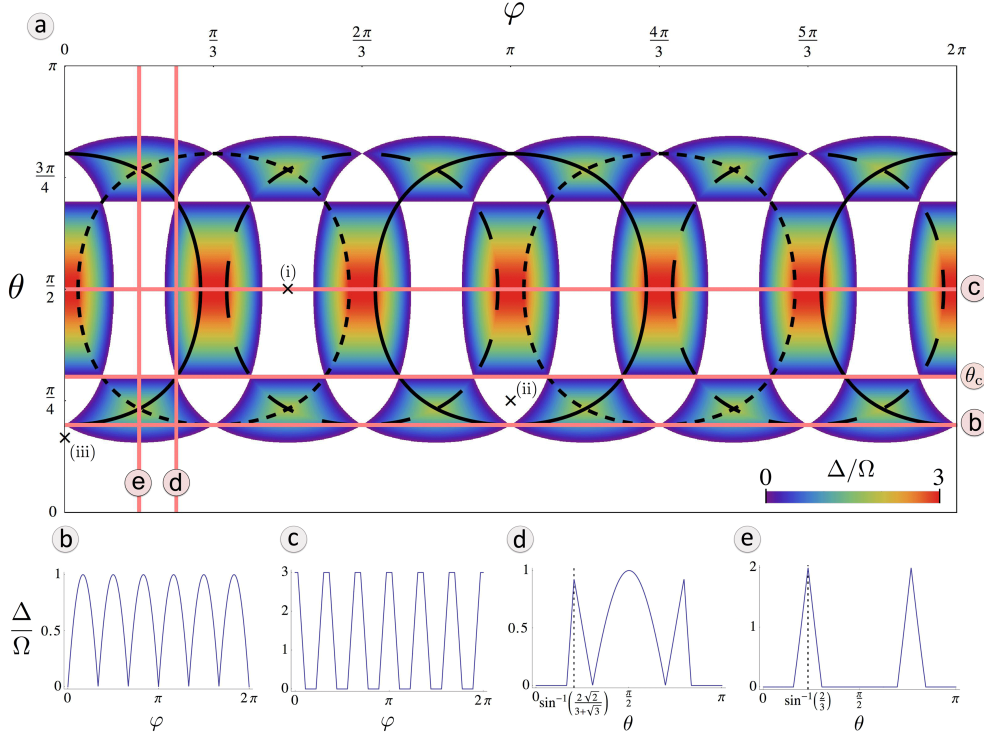 a
φ
0 π/3 2π/3 π 4π/3 5π/3 2π
π
3π/4
θ π/2
π/4
0
(i)
(ii)
(iii)
c
θc
b
e d
Δ/Ω
0 3
b c d e
Δ/Ω
1
0.5
0
0 π 2π
φ
3
2
1
0
0 π 2π
φ
1
0.5
0
0 sin⁻¹(2√2/(3+√3)) π/2 π
θ
2
1
0
0 sin⁻¹(2/3) π/2 π
θ